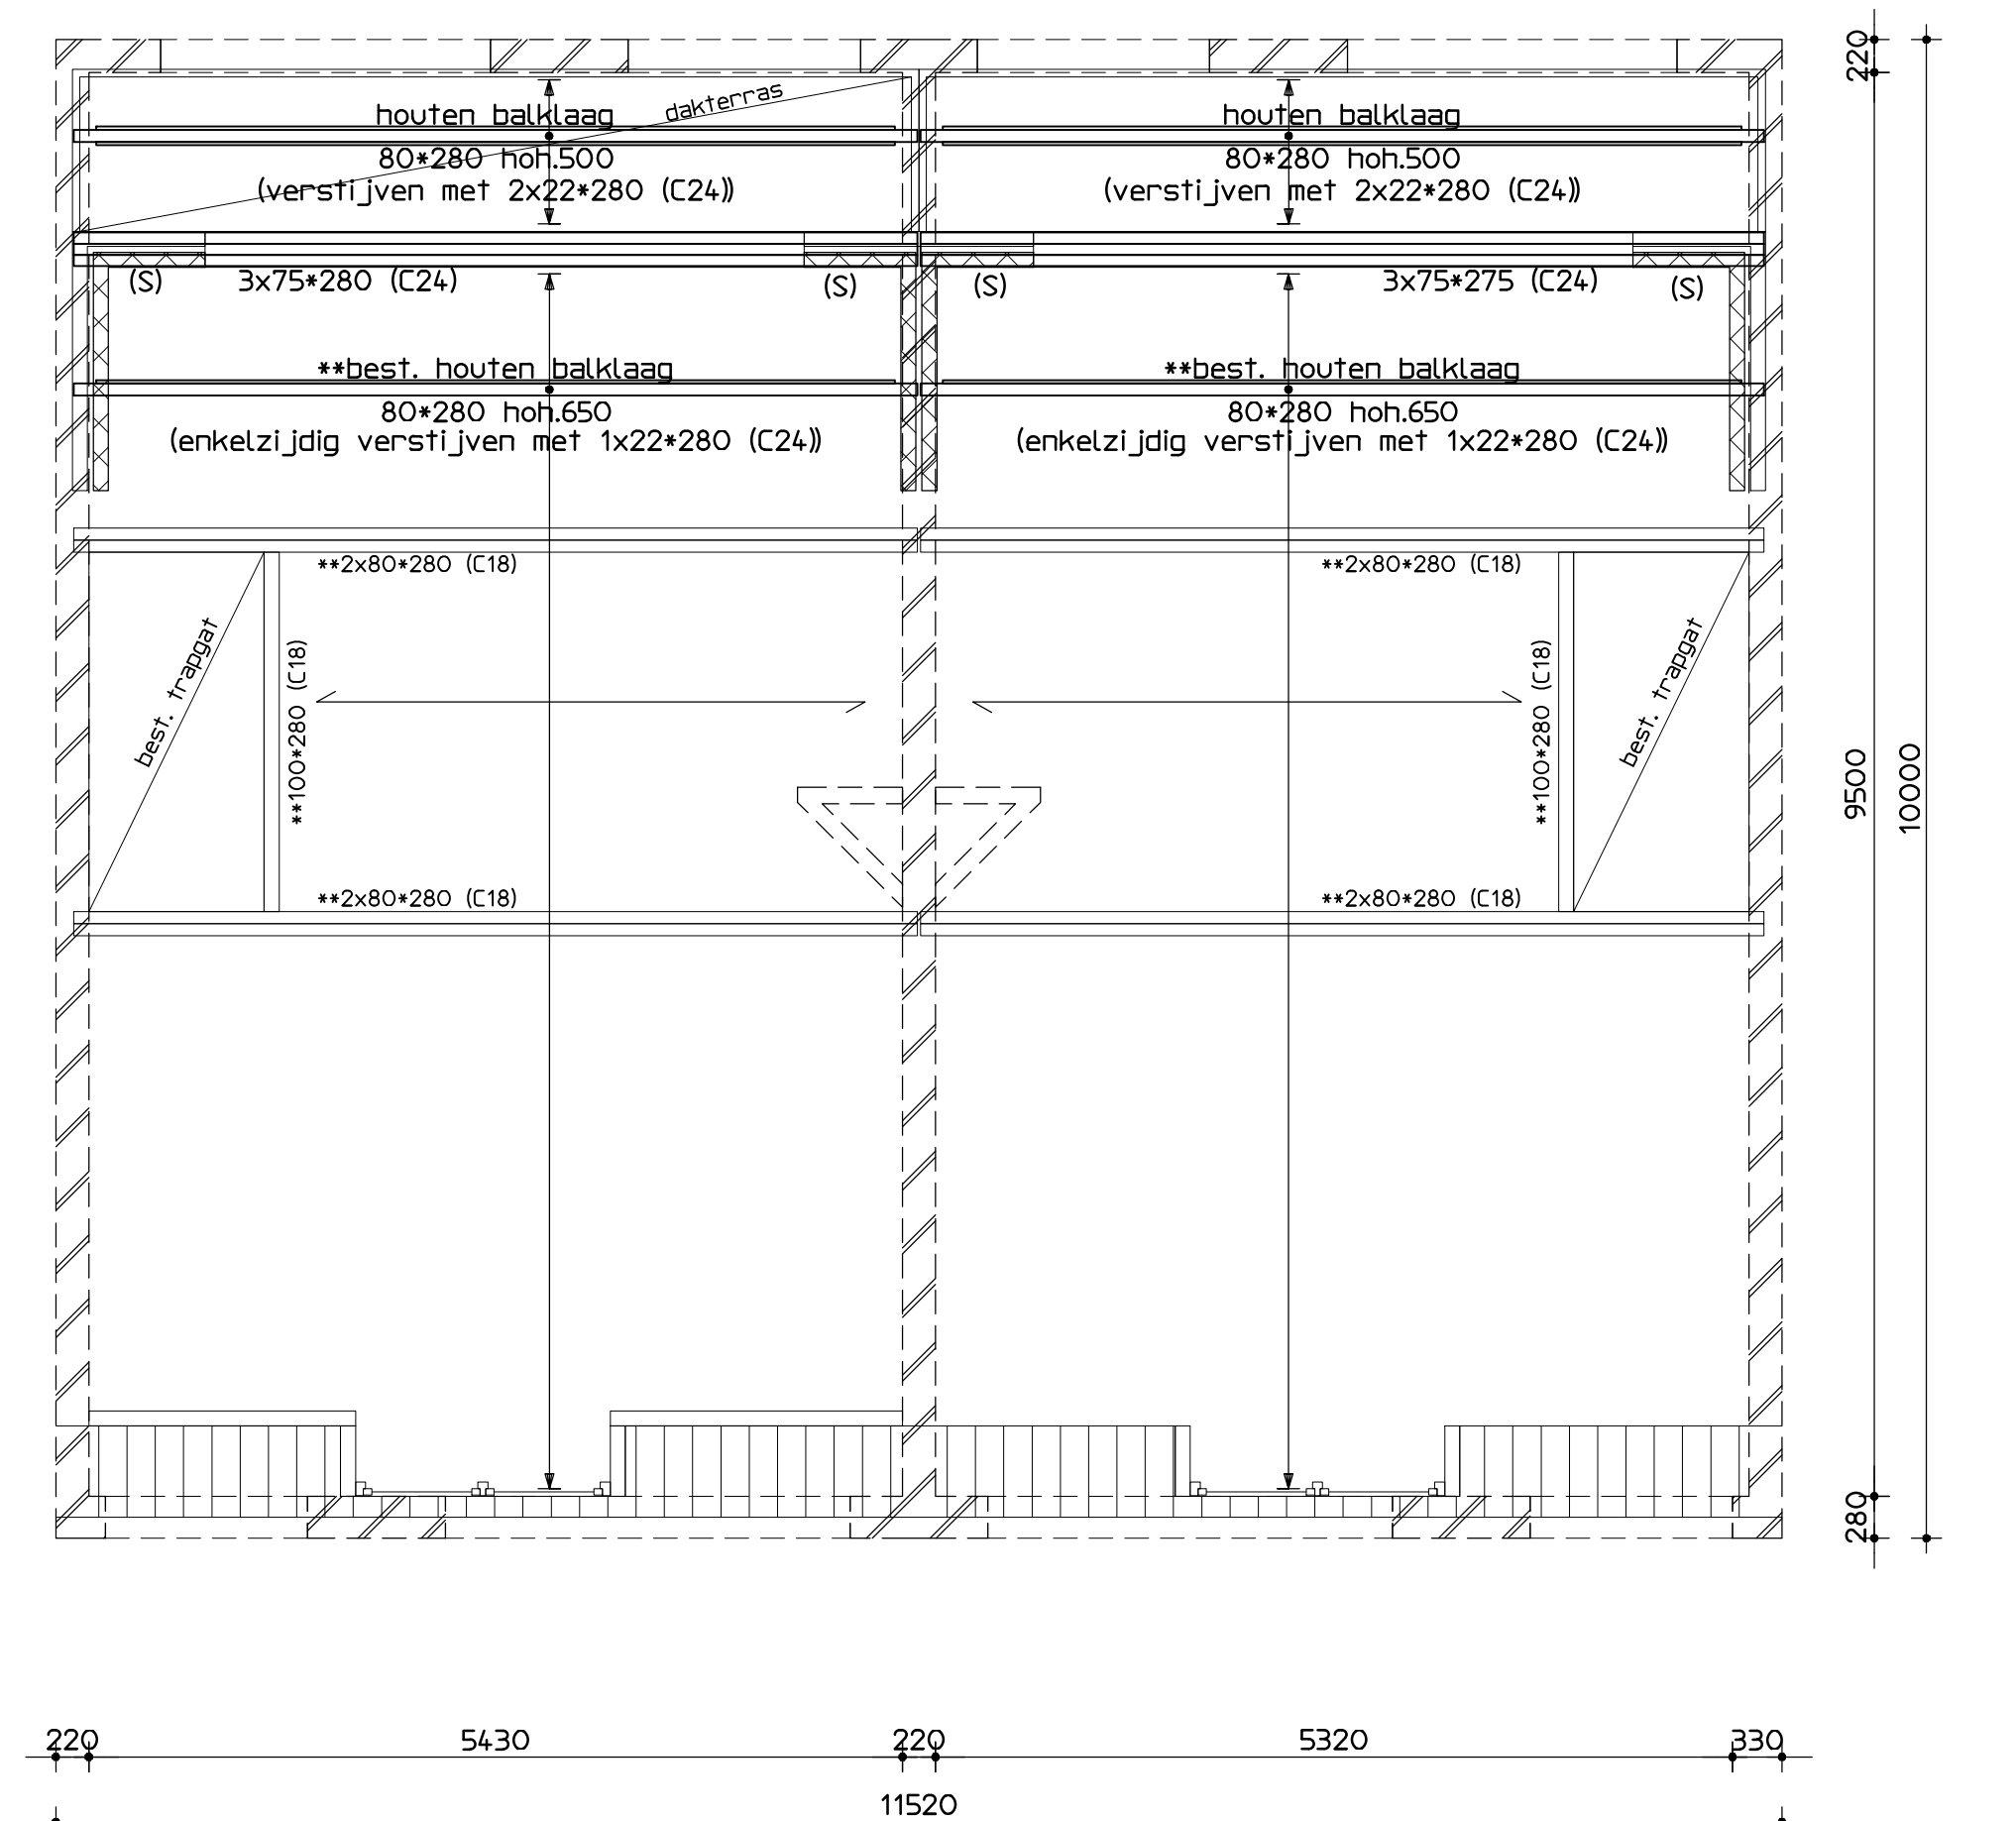 220
dakterras
houten balklaag
80*280 hoh.500
(verstijven met 2x22*280 (C24))
houten balklaag
80*280 hoh.500
(verstijven met 2x22*280 (C24))
(S)
3x75*280 (C24)
(S)
(S)
3x75*275 (C24)
(S)
**best. houten balklaag
80*280 hoh.650
(enkelzijdig verstijven met 1x22*280 (C24))
**best. houten balklaag
80*280 hoh.650
(enkelzijdig verstijven met 1x22*280 (C24))
**2x80*280 (C18)
**2x80*280 (C18)
best. trapgat
**100*280 (C18)
**100*280 (C18)
best. trapgat
9500
10000
**2x80*280 (C18)
**2x80*280 (C18)
280
220
5430
220
5320
330
11520